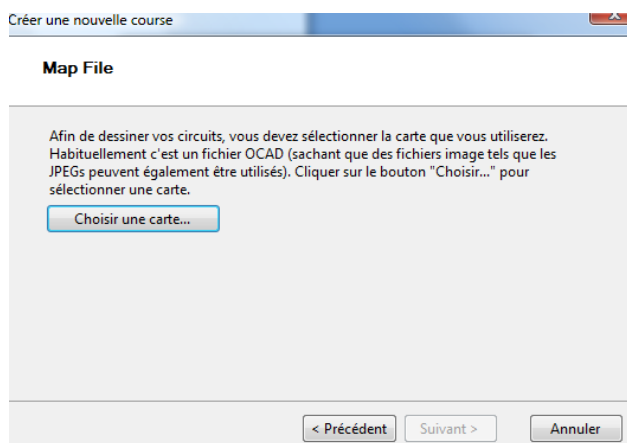 Créer une nouvelle course
Map File
Afin de dessiner vos circuits, vous devez sélectionner la carte que vous utiliserez.
Habituellement c'est un fichier OCAD (sachant que des fichiers image tels que les
JPEGs peuvent également être utilisés). Cliquer sur le bouton "Choisir..." pour
sélectionner une carte.
Choisir une carte...
< Précédent Suivant > Annuler